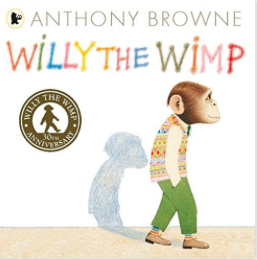 ANTHONY BROWNE
WiLLY THE WiMP
WILLY THE WIMP
30TH
ANNIVERSARY